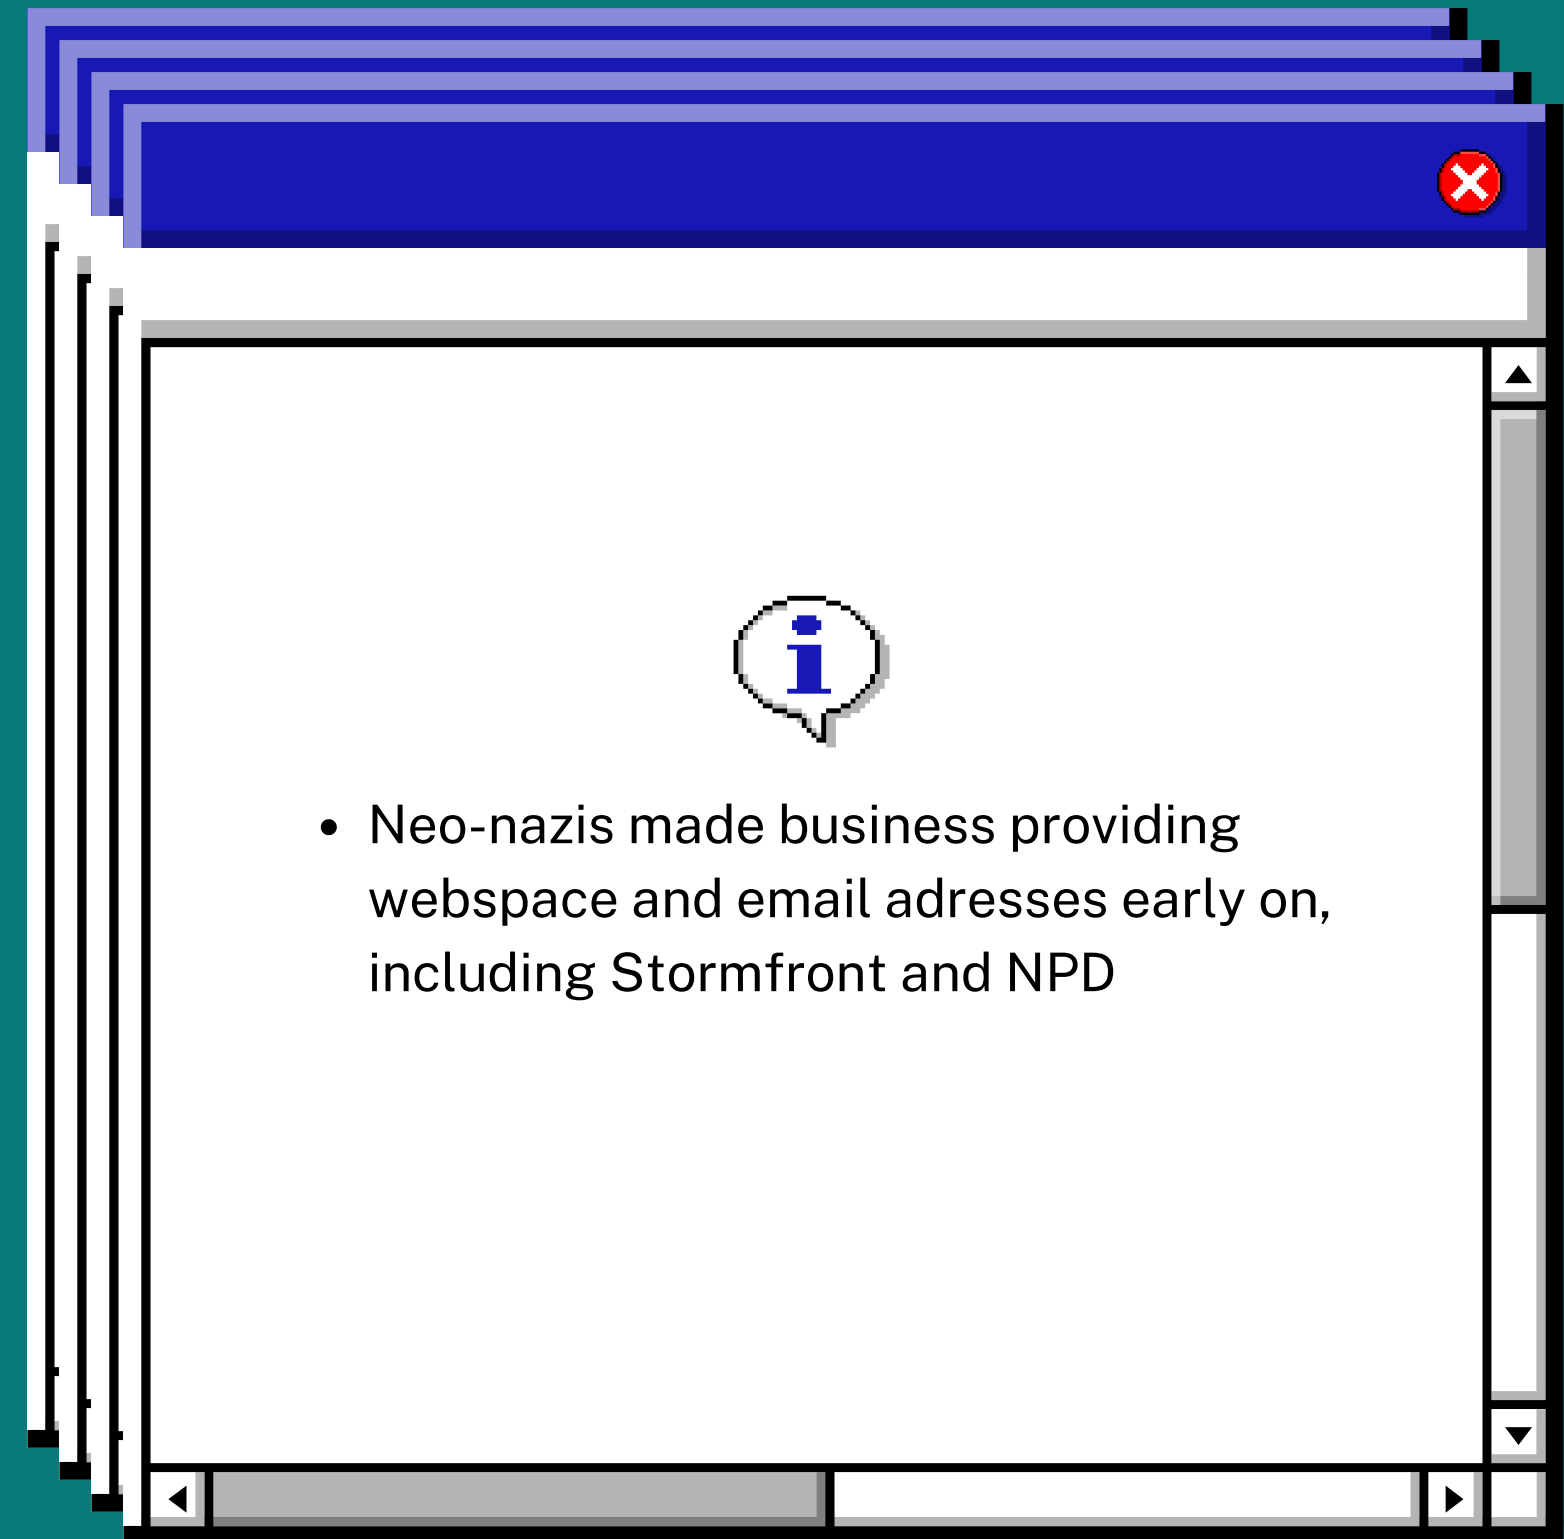 • Neo-nazis made business providing
webspace and email adresses early on,
including Stormfront and NPD